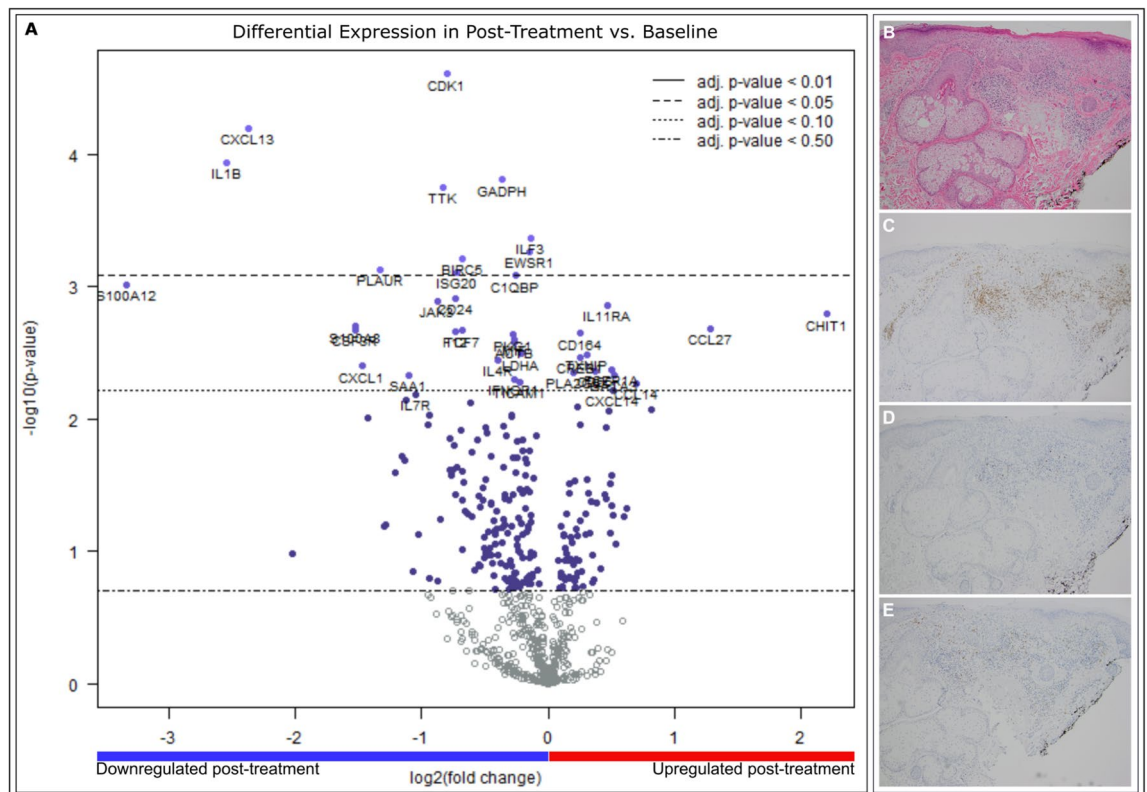 A
Differential Expression in Post-Treatment vs. Baseline
adj. p-value < 0.01
adj. p-value < 0.05
adj. p-value < 0.10
adj. p-value < 0.50
CDK1
CXCL13
IL1B
TTK
GADPH
ILF3
EWSR1
BIRC5
PLAUR
ISG20
C1QBP
S100A12
CD24
JAK3
IL11RA
CHIT1
CCL27
CD164
LDHA
IL4R
CXCL1
SAA1
IL7R
TICAM1
CXCL14
CCL14
-log10(p-value)
4
3
2
1
0
-3
-2
-1
0
1
2
Downregulated post-treatment
Upregulated post-treatment
log2(fold change)
B
C
D
E